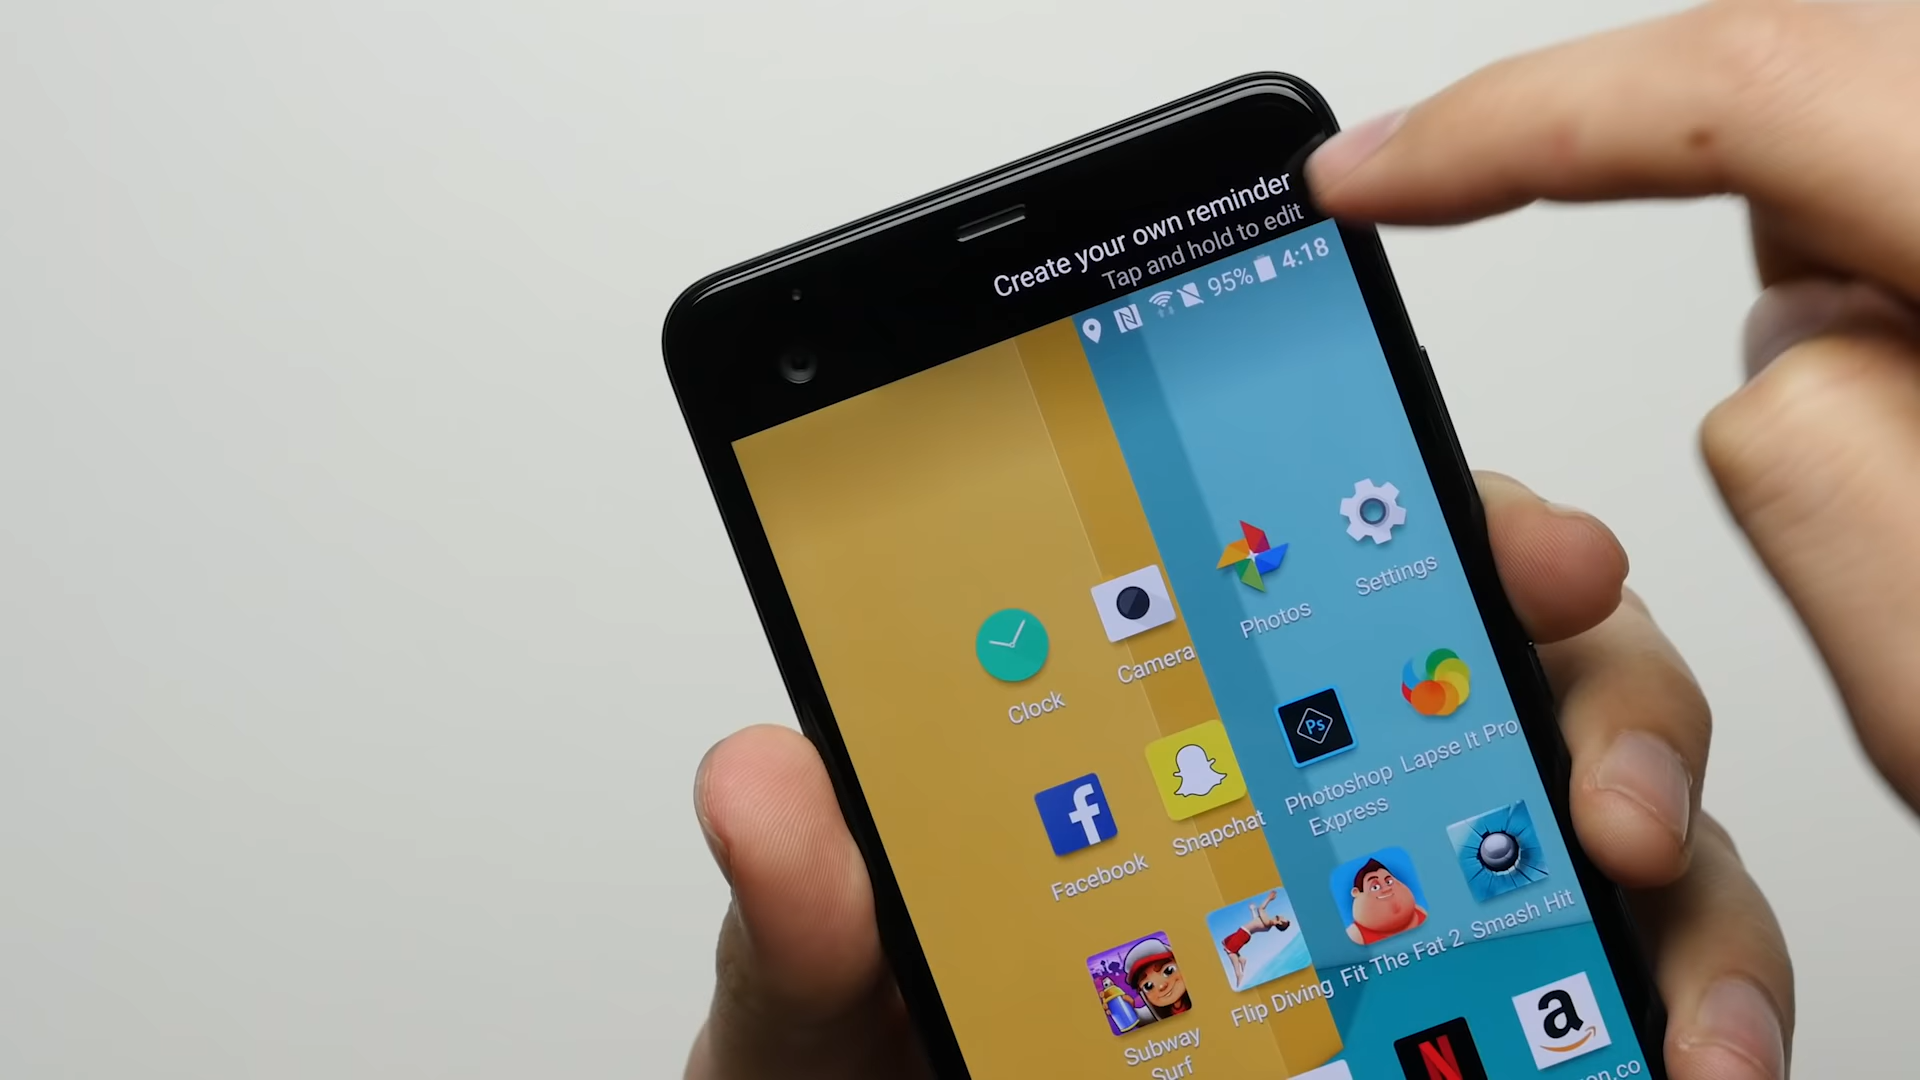 Create your own reminder
Tap and hold to edit
95% 4:18
Clock
Camera
Photos
Settings
Facebook
Snapchat
Ps
Photoshop
Express
Lapse It Pro
Subway
Surf
Flip Diving
Fit The Fat 2
Smash Hit